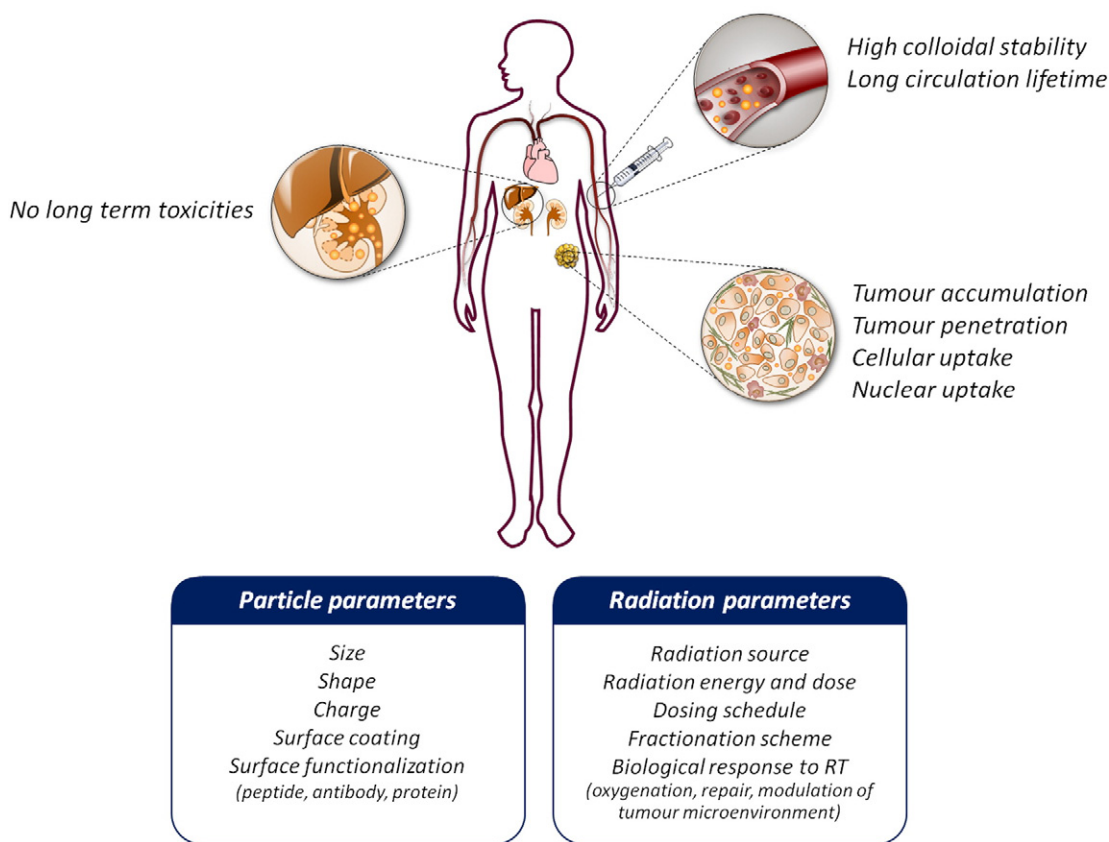 High colloidal stability
Long circulation lifetime
No long term toxicities
Tumour accumulation
Tumour penetration
Cellular uptake
Nuclear uptake
Particle parameters
Size
Shape
Charge
Surface coating
Surface functionalization
(peptide, antibody, protein)
Radiation parameters
Radiation source
Radiation energy and dose
Dosing schedule
Fractionation scheme
Biological response to RT
(oxygenation, repair, modulation of
tumour microenvironment)